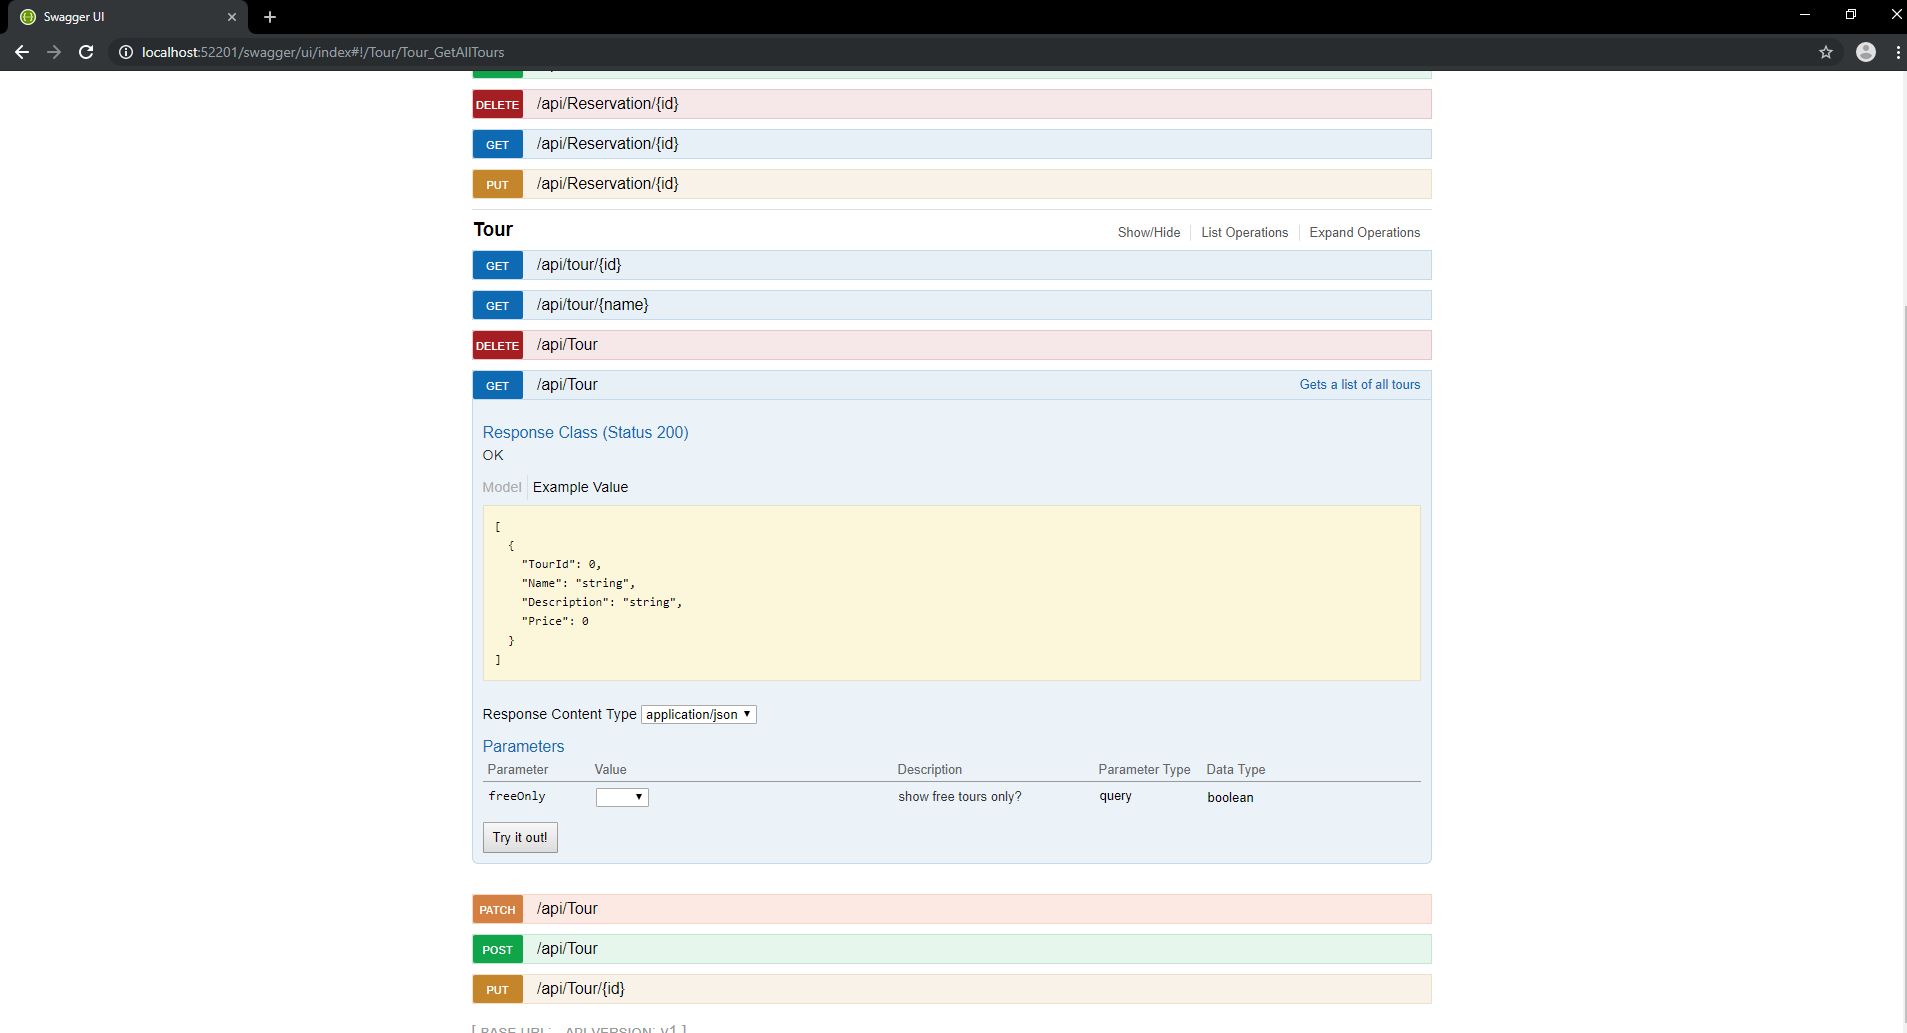 Swagger UI
localhost:52201/swagger/ui/index#!/Tour/Tour_GetAllTours
DELETE /api/Reservation/{id}
GET /api/Reservation/{id}
PUT /api/Reservation/{id}
Tour Show/Hide List Operations Expand Operations
GET /api/tour/{id}
GET /api/tour/{name}
DELETE /api/Tour
GET /api/Tour Gets a list of all tours
Response Class (Status 200)
OK
Model Example Value
[
{
"TourId": 0,
"Name": "string",
"Description": "string",
"Price": 0
}
]
Response Content Type application/json
Parameters
Parameter Value Description Parameter Type Data Type
freeOnly show free tours only? query boolean
Try it out!
PATCH /api/Tour
POST /api/Tour
PUT /api/Tour/{id}
[ BASE URL: , API VERSION: v1 ]